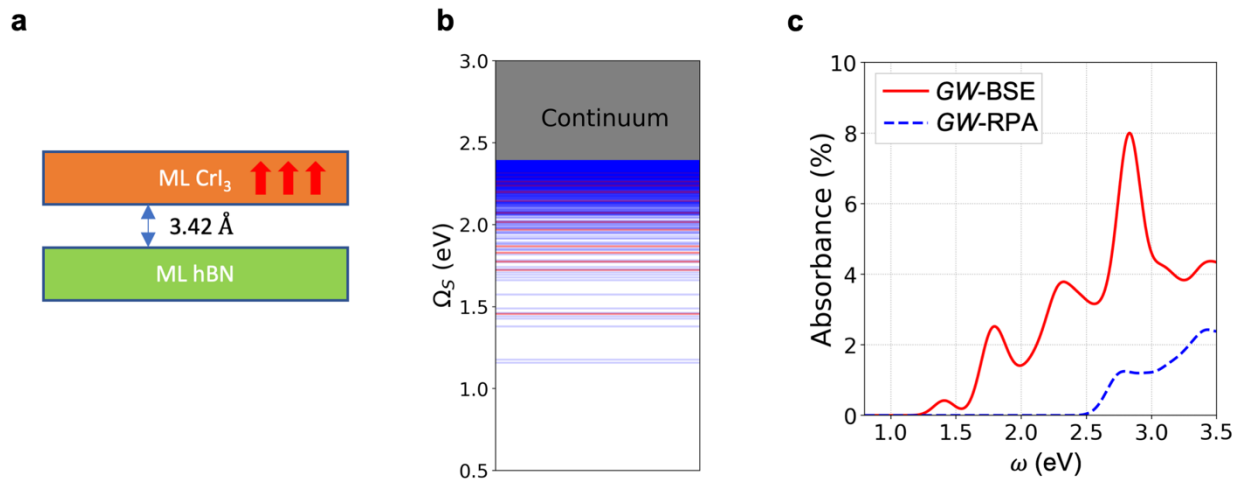 a
ML CrI₃
3.42 Å
ML hBN
b
3.0
2.5
2.0
1.5
1.0
0.5
Ω_S (eV)
Continuum
c
10
8
6
4
2
0
Absorbance (%)
GW-BSE
GW-RPA
1.0 1.5 2.0 2.5 3.0 3.5
ω (eV)